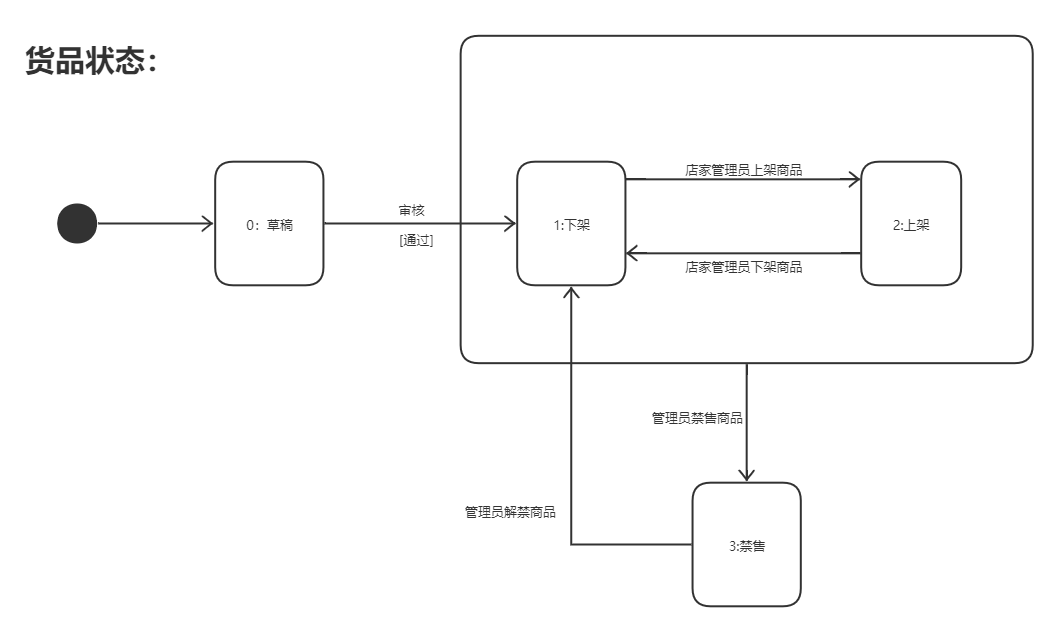 货品状态：
店家管理员上架商品
审核
0：草稿
1:下架
2:上架
[通过]
店家管理员下架商品
管理员禁售商品
管理员解禁商品
3:禁售